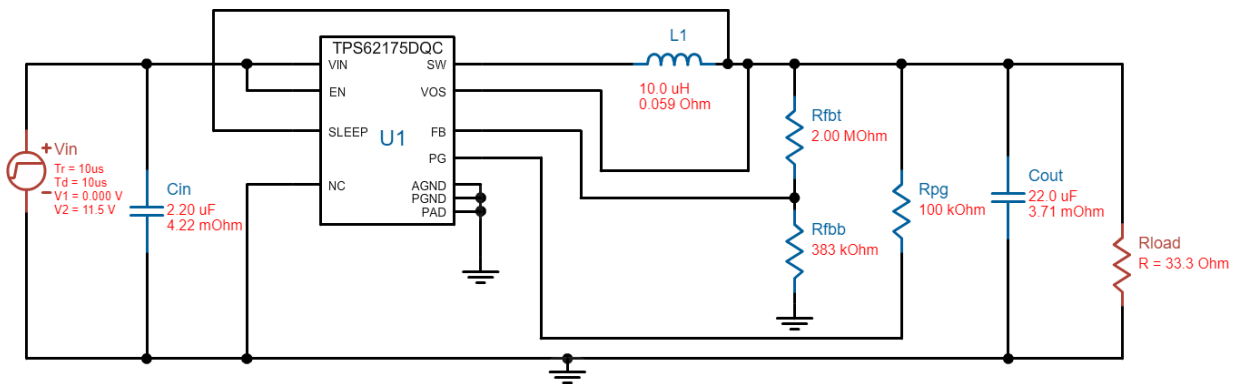 TPS62175DQC
VIN
EN
SLEEP
NC
SW
VOS
FB
PG
AGND
PGND
PAD
U1
L1
10.0 uH
0.059 Ohm
Vin
Tr = 10us
Td = 10us
V1 = 0.000 V
V2 = 11.5 V
+
−
Cin
2.20 uF
4.22 mOhm
Rfbt
2.00 MOhm
Rfbb
383 kOhm
Rpg
100 kOhm
Cout
22.0 uF
3.71 mOhm
Rload
R = 33.3 Ohm